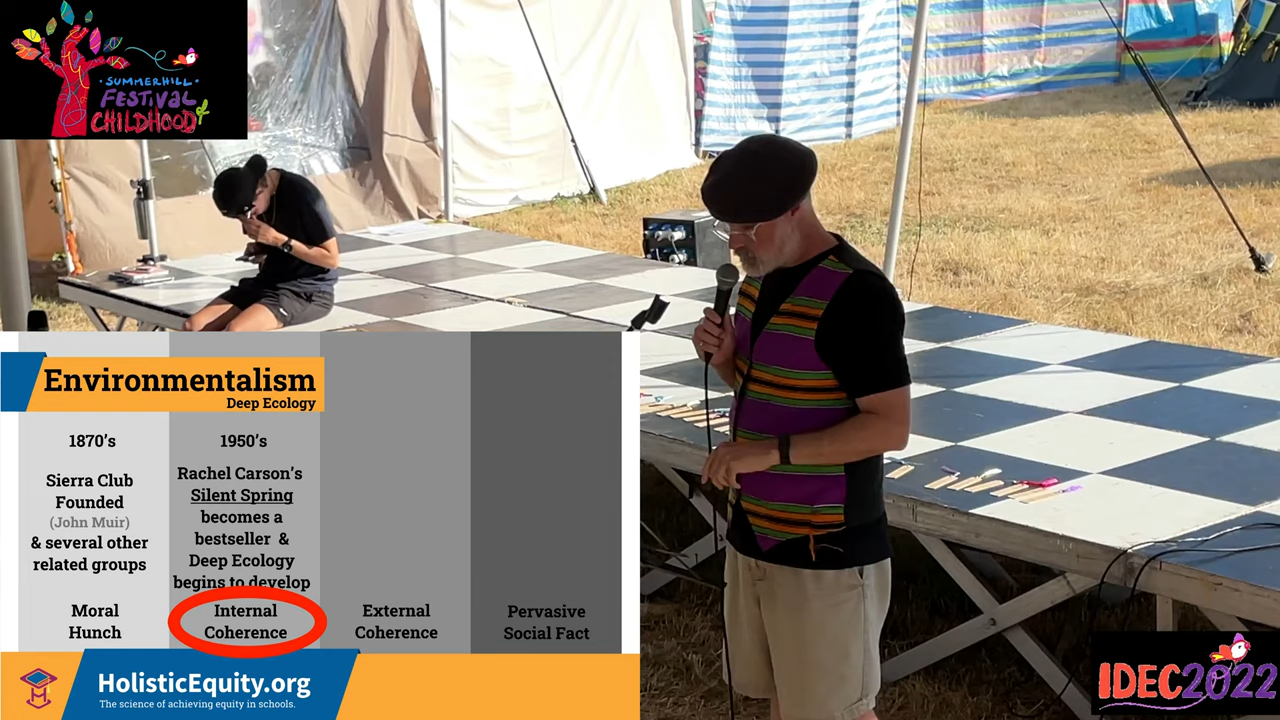 SUMMERHILL
FESTIVAL
of
CHILDHOOD
Environmentalism
Deep Ecology
1870's
Sierra Club
Founded
(John Muir)
& several other
related groups
Moral
Hunch
1950's
Rachel Carson's
Silent Spring
becomes a
bestseller &
Deep Ecology
begins to develop
Internal
Coherence
External
Coherence
Pervasive
Social Fact
HolisticEquity.org
The science of achieving equity in schools.
IDEC2022